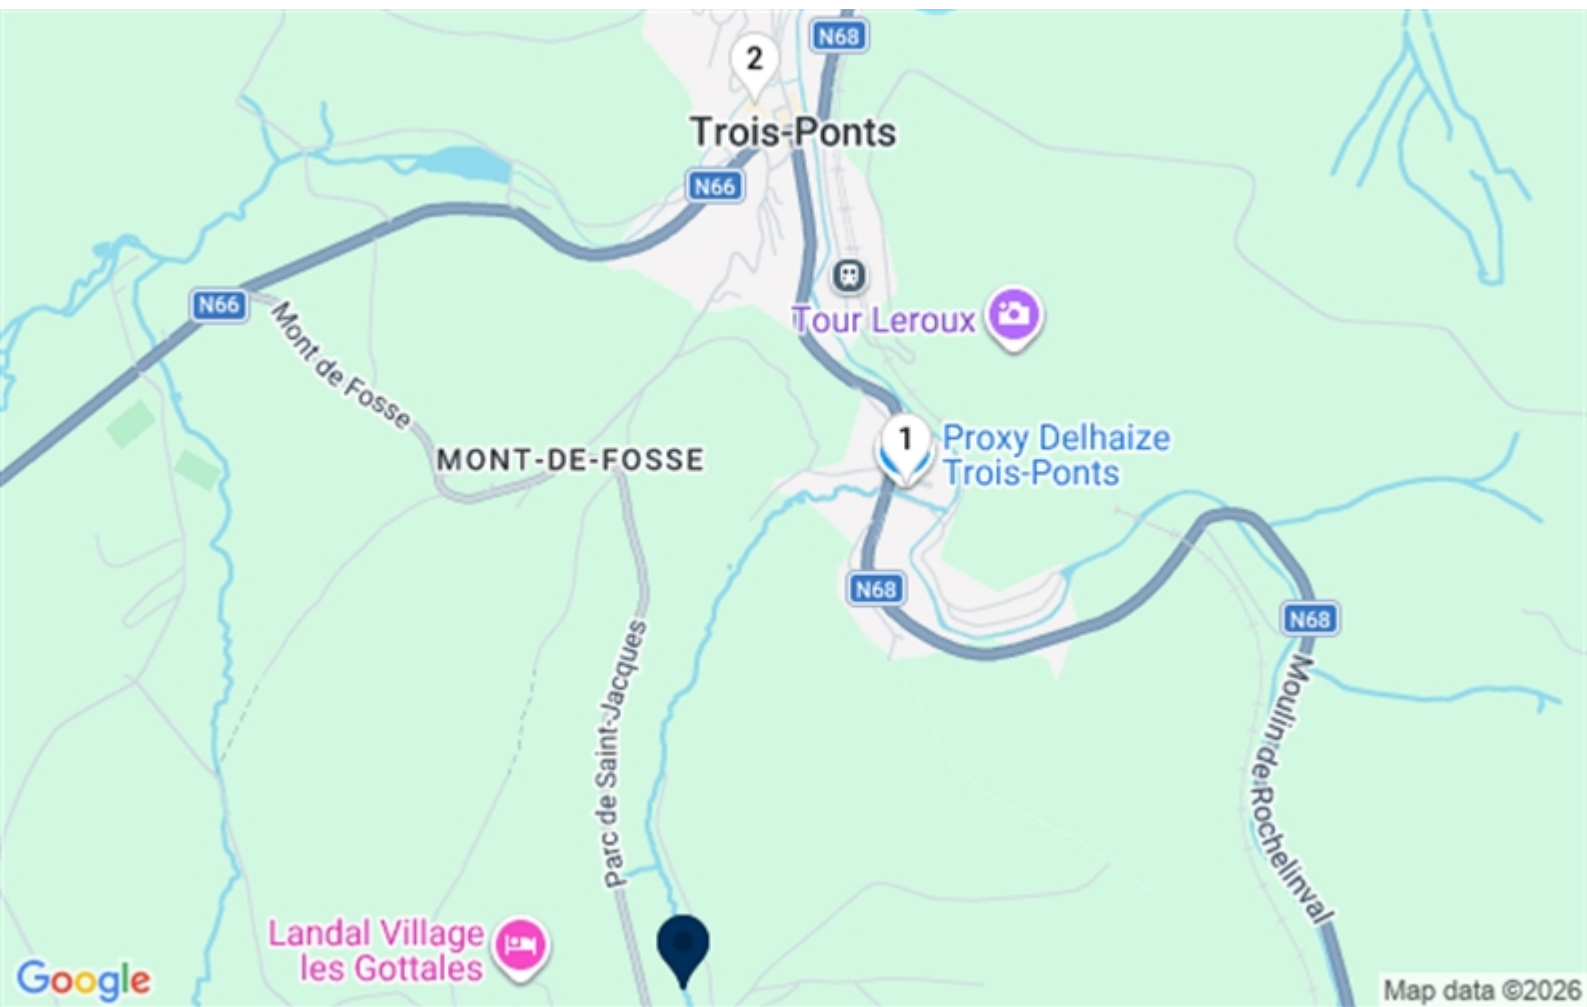 N68
2
Trois-Ponts
N66
N66
Tour Leroux
Mont de Fosse
1
Proxy Delhaize
Trois-Ponts
MONT-DE-FOSSE
N68
N68
Parc de Saint-Jacques
Moulin de Rochelinval
Landal Village
les Gottales
Google
Map data ©2026